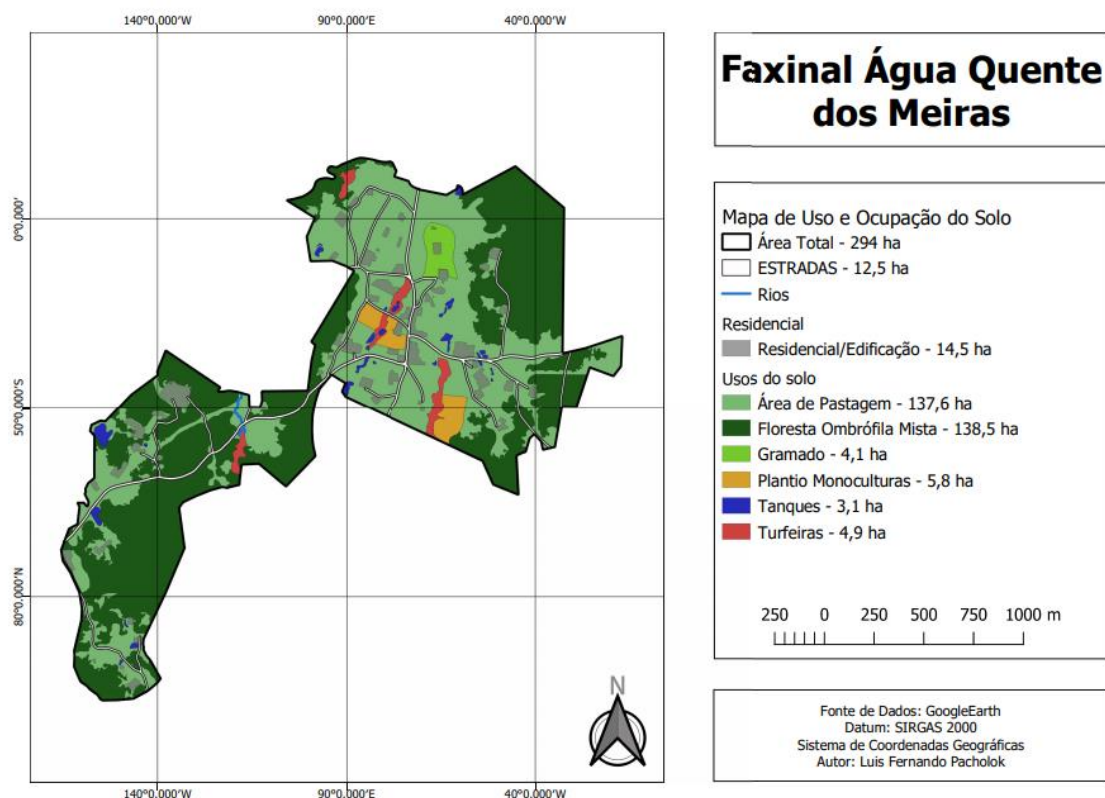 140°0.000'W 90°0.000'E 40°0.000'W
0°0.000'
50°0.000'S
80°0.000'N
140°0.000'W 90°0.000'E 40°0.000'W
N
Faxinal Água Quente
dos Meiras
Mapa de Uso e Ocupação do Solo
Área Total - 294 ha
ESTRADAS - 12,5 ha
Rios
Residencial
Residencial/Edificação - 14,5 ha
Usos do solo
Área de Pastagem - 137,6 ha
Floresta Ombrófila Mista - 138,5 ha
Gramado - 4,1 ha
Plantio Monoculturas - 5,8 ha
Tanques - 3,1 ha
Turfeiras - 4,9 ha
250 0 250 500 750 1000 m
Fonte de Dados: GoogleEarth
Datum: SIRGAS 2000
Sistema de Coordenadas Geográficas
Autor: Luis Fernando Pacholok